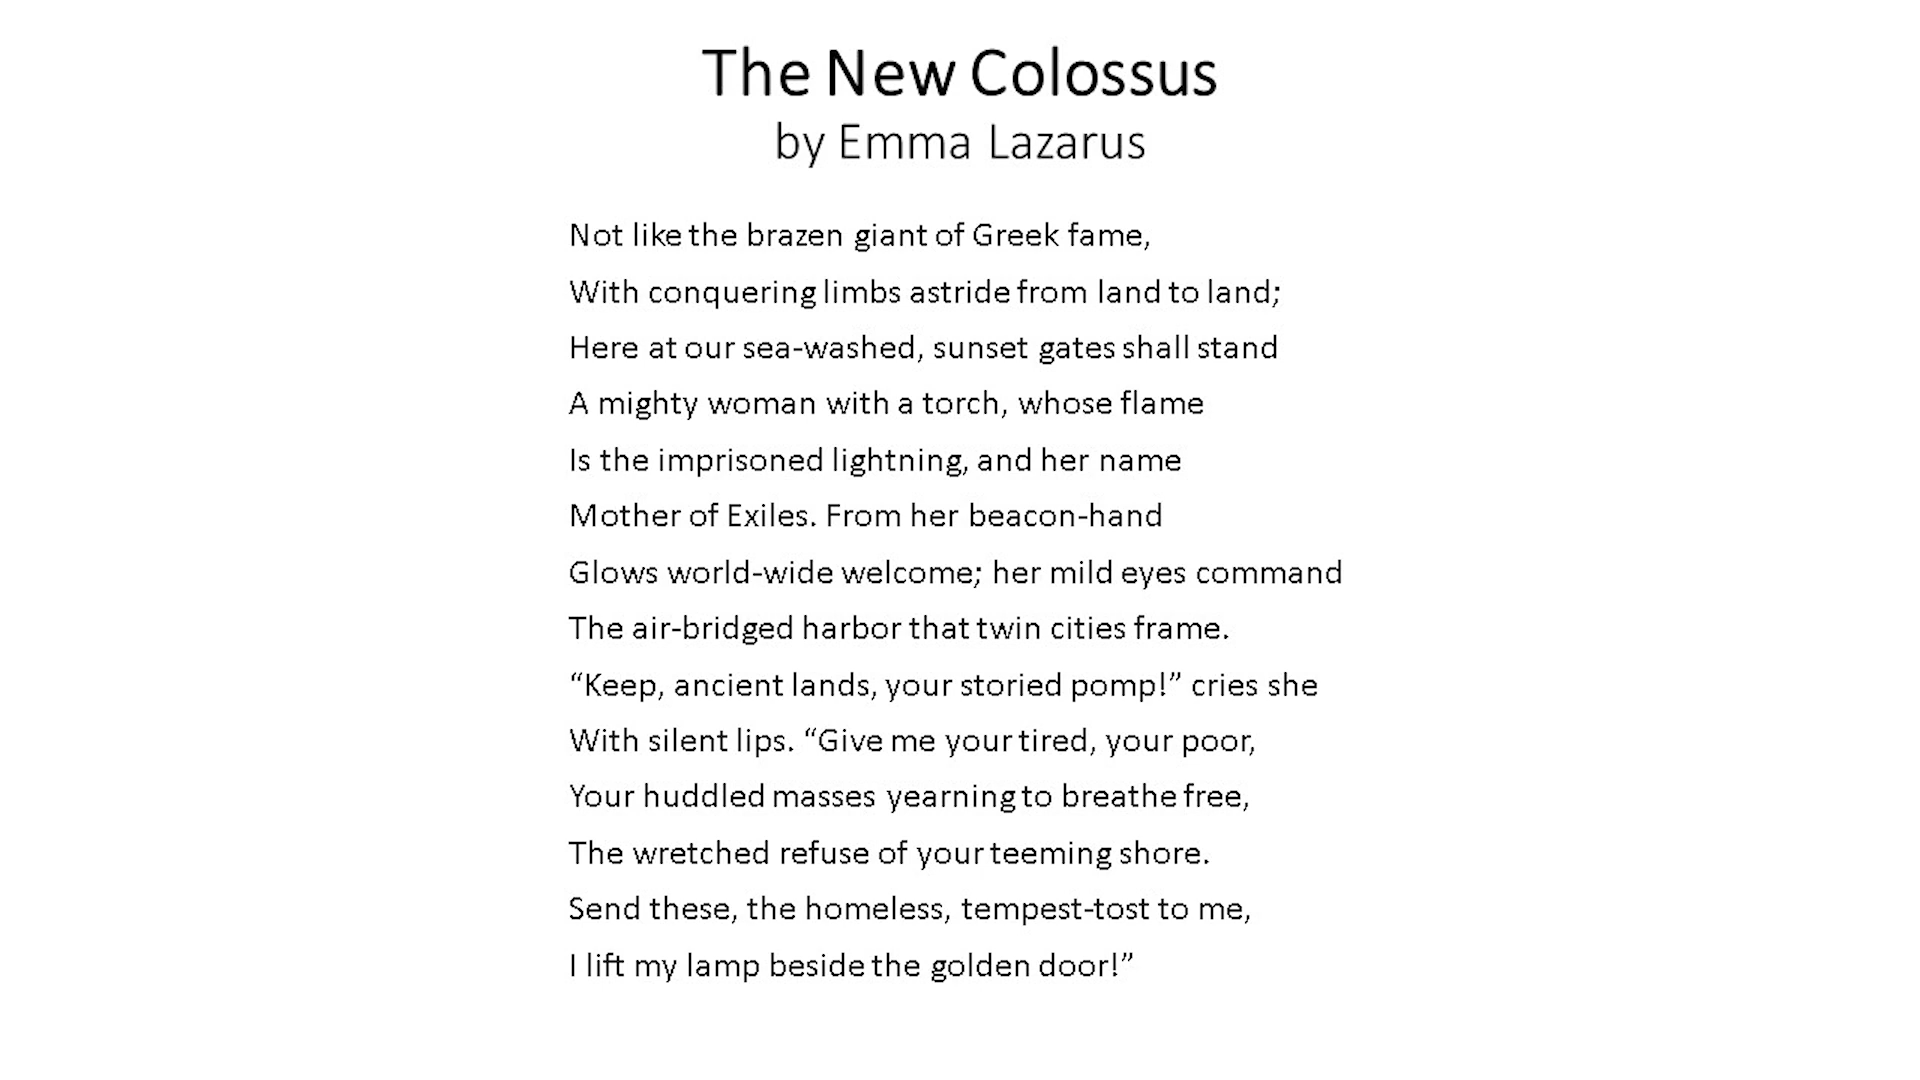 The New Colossus
by Emma Lazarus
Not like the brazen giant of Greek fame,
With conquering limbs astride from land to land;
Here at our sea-washed, sunset gates shall stand
A mighty woman with a torch, whose flame
Is the imprisoned lightning, and her name
Mother of Exiles. From her beacon-hand
Glows world-wide welcome; her mild eyes command
The air-bridged harbor that twin cities frame.
“Keep, ancient lands, your storied pomp!” cries she
With silent lips. “Give me your tired, your poor,
Your huddled masses yearning to breathe free,
The wretched refuse of your teeming shore.
Send these, the homeless, tempest-tost to me,
I lift my lamp beside the golden door!”